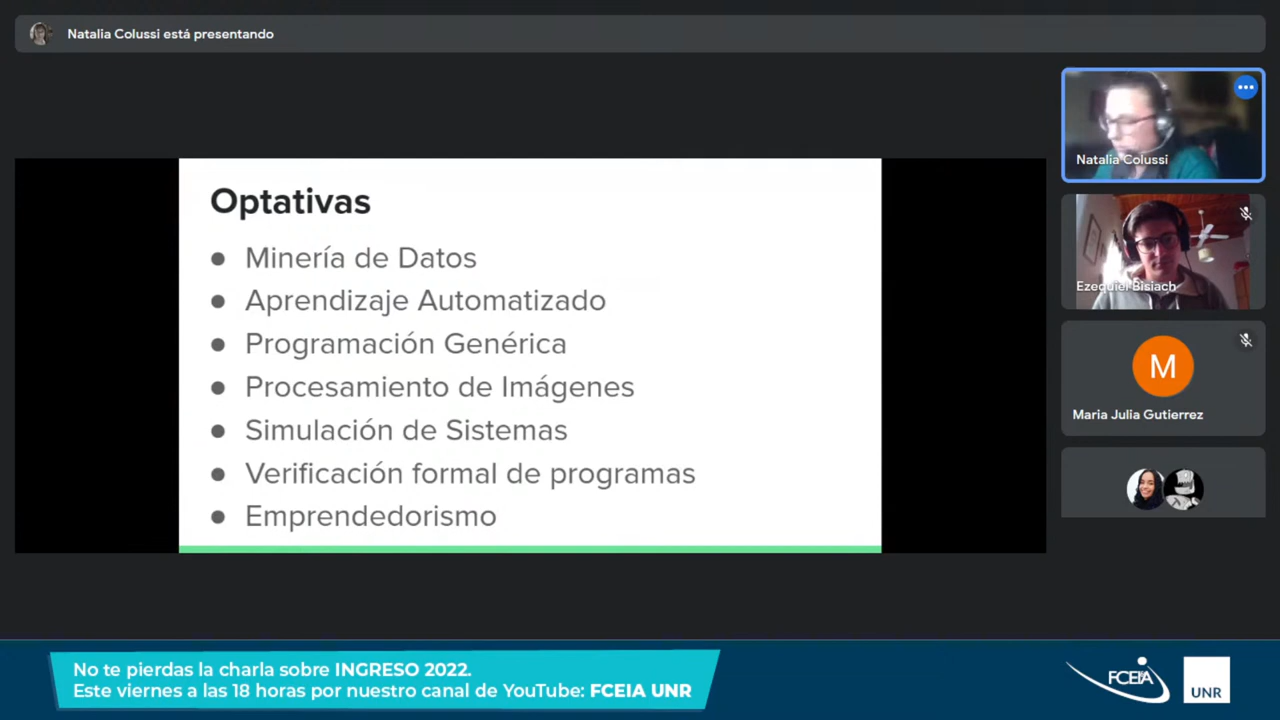 Natalia Colussi está presentando
Optativas
Minería de Datos
Aprendizaje Automatizado
Programación Genérica
Procesamiento de Imágenes
Simulación de Sistemas
Verificación formal de programas
Emprendedorismo
Natalia Colussi
Ezequiel Bisiach
M
Maria Julia Gutierrez
No te pierdas la charla sobre INGRESO 2022.
Este viernes a las 18 horas por nuestro canal de YouTube: FCEIA UNR
FCEIA
UNR